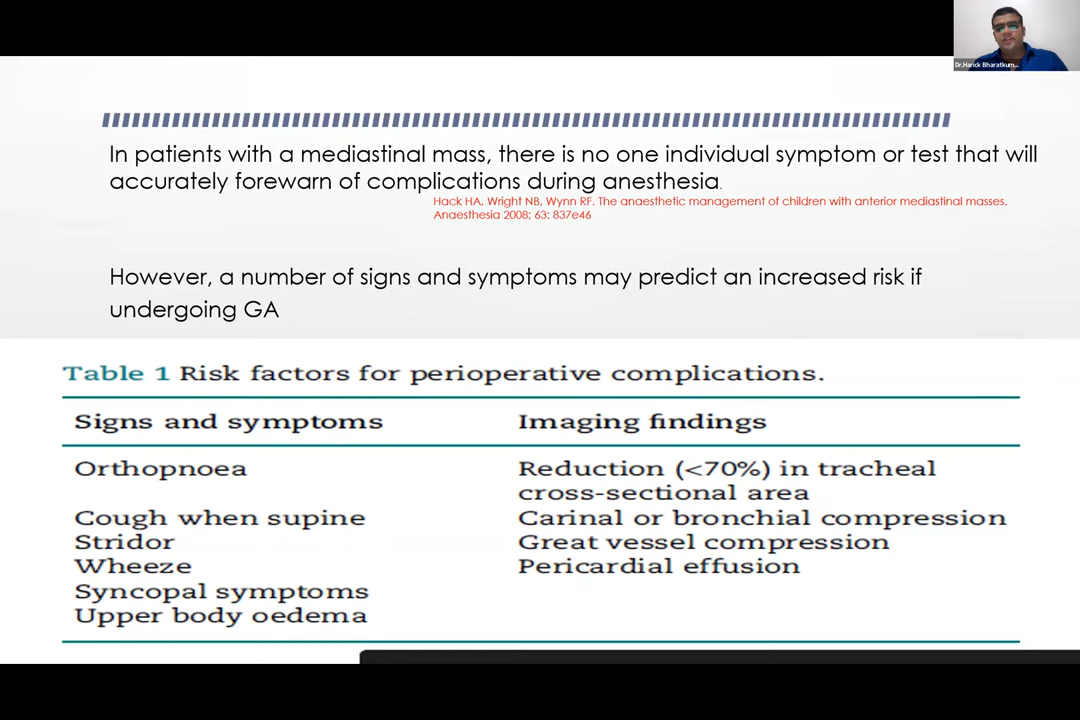 Dr.Harick Bharatkum...
In patients with a mediastinal mass, there is no one individual symptom or test that will
accurately forewarn of complications during anesthesia.
Hack HA, Wright NB, Wynn RF. The anaesthetic management of children with anterior mediastinal masses.
Anaesthesia 2008; 63: 837e46
However, a number of signs and symptoms may predict an increased risk if
undergoing GA
Table 1 Risk factors for perioperative complications.
Signs and symptoms Imaging findings
Orthopnoea Reduction (<70%) in tracheal
cross-sectional area
Cough when supine Carinal or bronchial compression
Stridor Great vessel compression
Wheeze Pericardial effusion
Syncopal symptoms
Upper body oedema